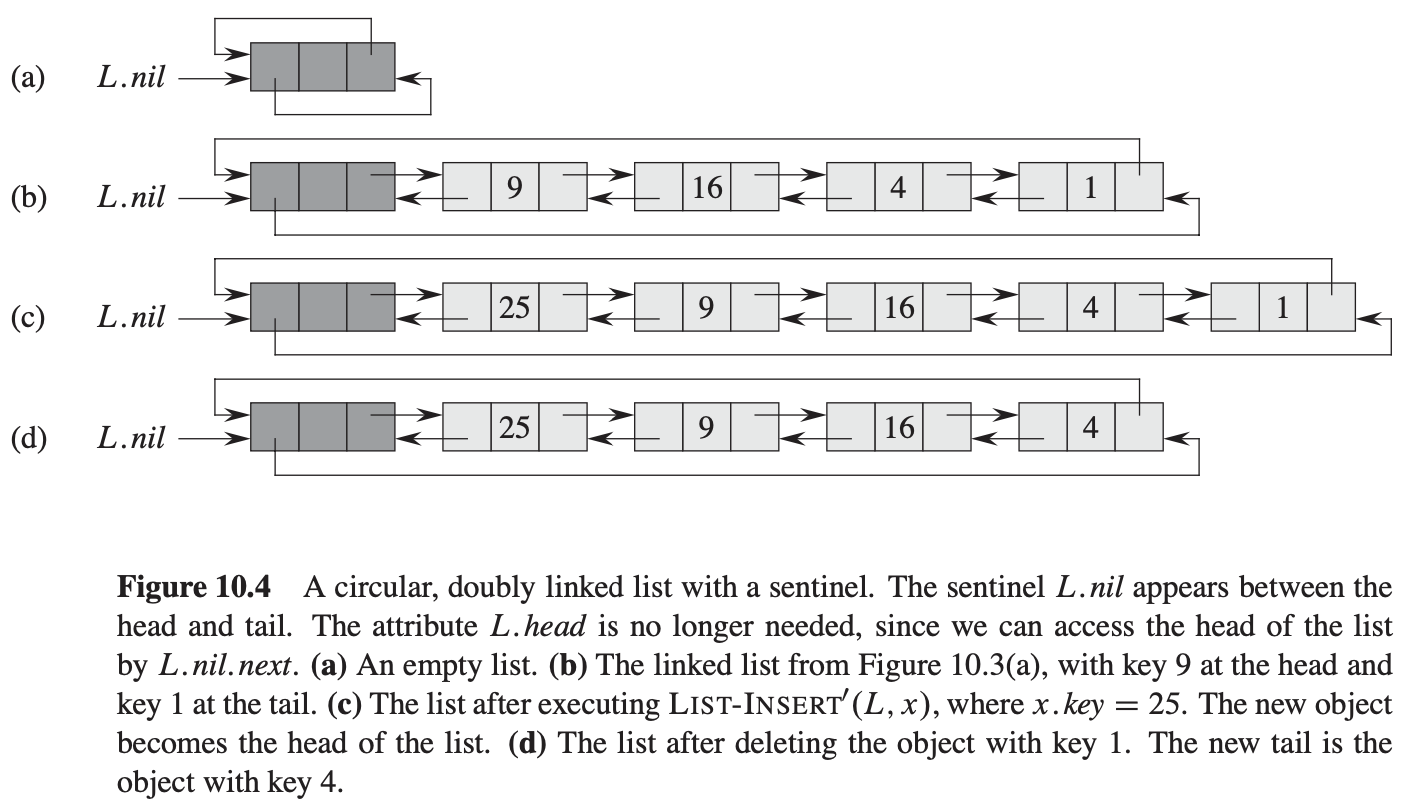 (a) L.nil
(b) L.nil 9 16 4 1
(c) L.nil 25 9 16 4 1
(d) L.nil 25 9 16 4
Figure 10.4 A circular, doubly linked list with a sentinel. The sentinel L.nil appears between the
head and tail. The attribute L.head is no longer needed, since we can access the head of the list
by L.nil.next. (a) An empty list. (b) The linked list from Figure 10.3(a), with key 9 at the head and
key 1 at the tail. (c) The list after executing LIST-INSERT′(L, x), where x.key = 25. The new object
becomes the head of the list. (d) The list after deleting the object with key 1. The new tail is the
object with key 4.